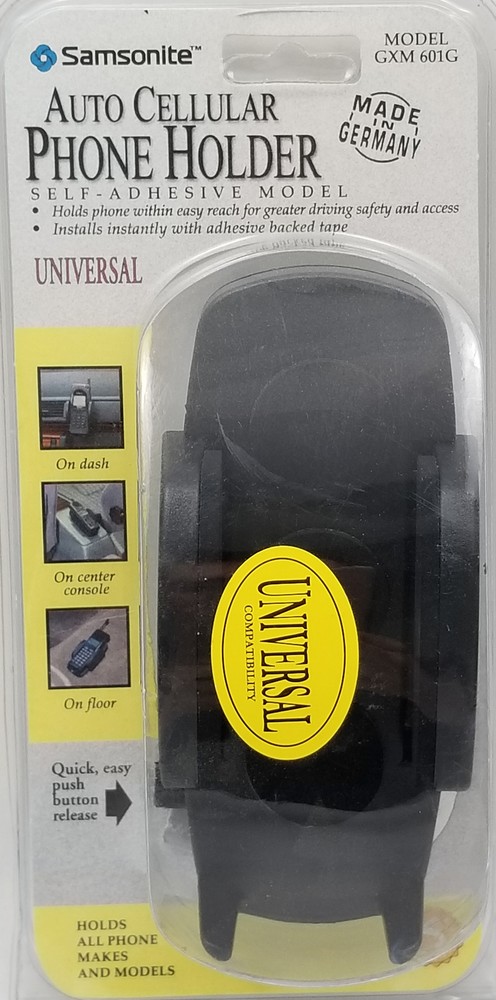 Samsonite™
MODEL
GXM 601G
AUTO CELLULAR
PHONE HOLDER
MADE
IN
GERMANY
SELF-ADHESIVE MODEL
• Holds phone within easy reach for greater driving safety and access
• Installs instantly with adhesive backed tape
UNIVERSAL
On dash
On center
console
On floor
UNIVERSAL
COMPATIBILITY
Quick, easy
push
button
release
HOLDS
ALL PHONE
MAKES
AND MODELS